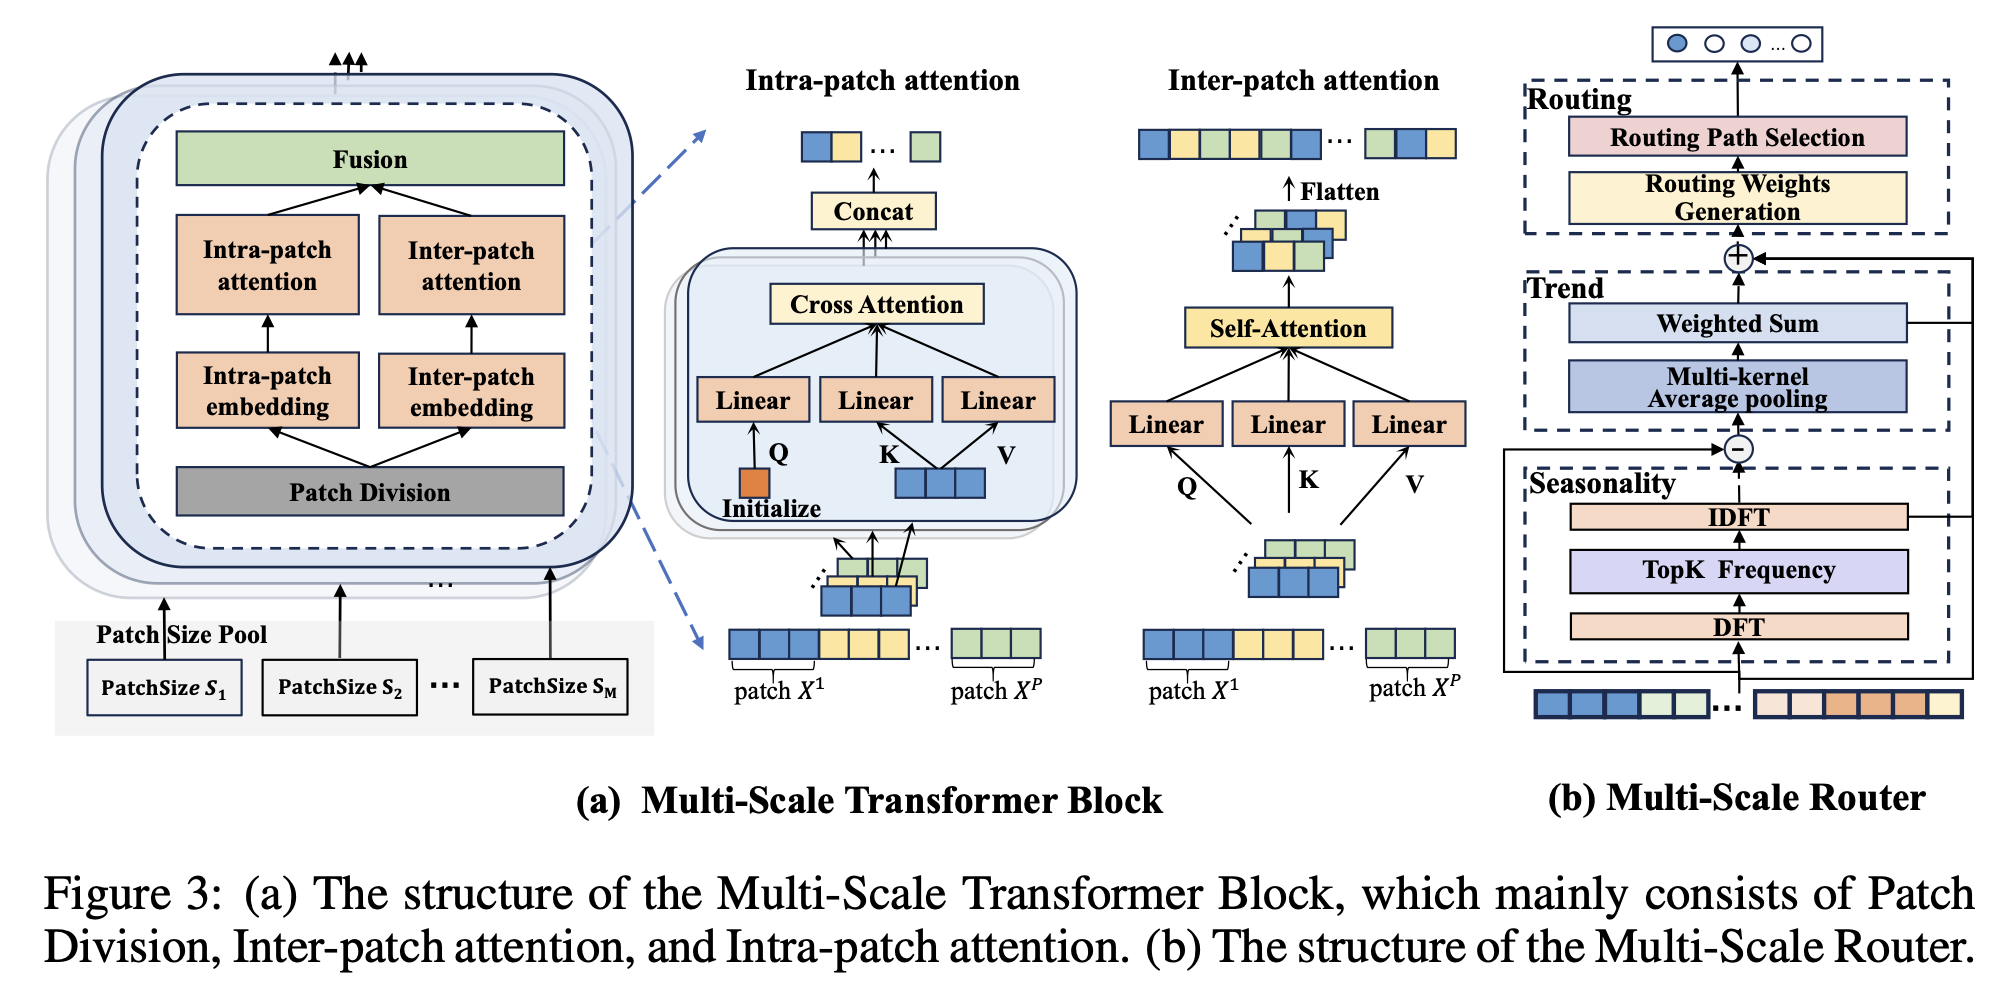 Fusion
Intra-patch
attention
Inter-patch
attention
Intra-patch
embedding
Inter-patch
embedding
Patch Division
...
Patch Size Pool
PatchSize S1
PatchSize S2
...
PatchSize SM
Intra-patch attention
...
Concat
Cross Attention
Linear
Linear
Linear
Q
K
V
Initialize
...
...
patch X^1
patch X^P
Inter-patch attention
...
Flatten
...
Self-Attention
Linear
Linear
Linear
Q
K
V
...
...
patch X^1
patch X^P
(a) Multi-Scale Transformer Block
...
Routing
Routing Path Selection
Routing Weights
Generation
+
Trend
Weighted Sum
Multi-kernel
Average pooling
-
Seasonality
IDFT
TopK Frequency
DFT
...
(b) Multi-Scale Router
Figure 3: (a) The structure of the Multi-Scale Transformer Block, which mainly consists of Patch
Division, Inter-patch attention, and Intra-patch attention. (b) The structure of the Multi-Scale Router.